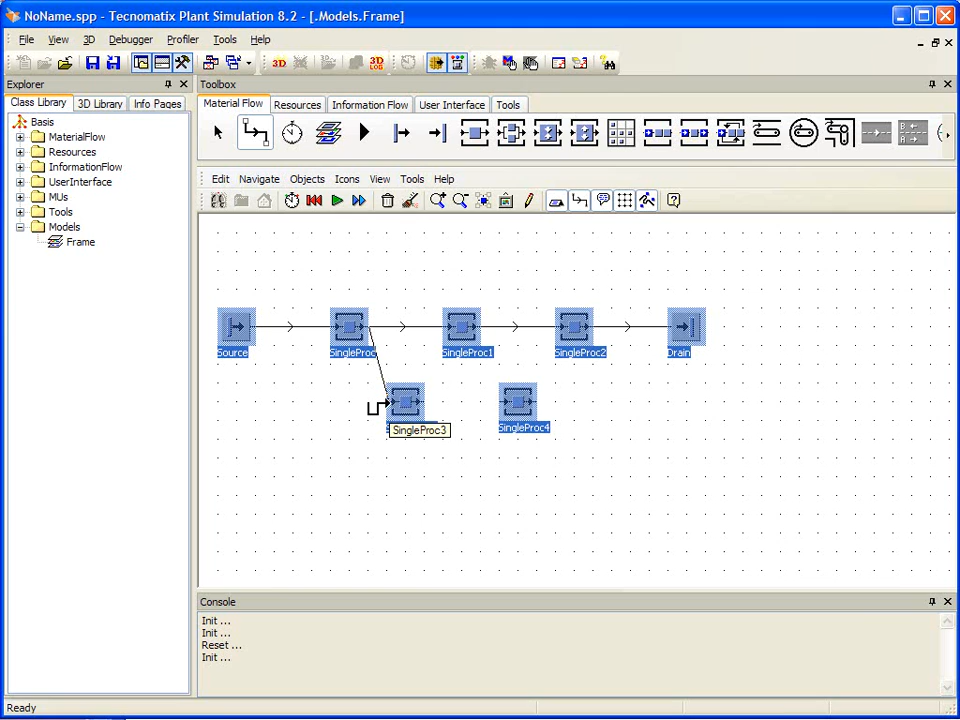 NoName.spp - Tecnomatix Plant Simulation 8.2 - [.Models.Frame]
File View 3D Debugger Profiler Tools Help
3D 3D LOG
Explorer
Class Library 3D Library Info Pages
Basis
MaterialFlow
Resources
InformationFlow
UserInterface
MUs
Tools
Models
Frame
Toolbox
Material Flow Resources Information Flow User Interface Tools
Edit Navigate Objects Icons View Tools Help
Source SingleProc SingleProc1 SingleProc2 Drain
SingleProc3 SingleProc4
Console
Init ...
Init ...
Reset ...
Init ...
Ready